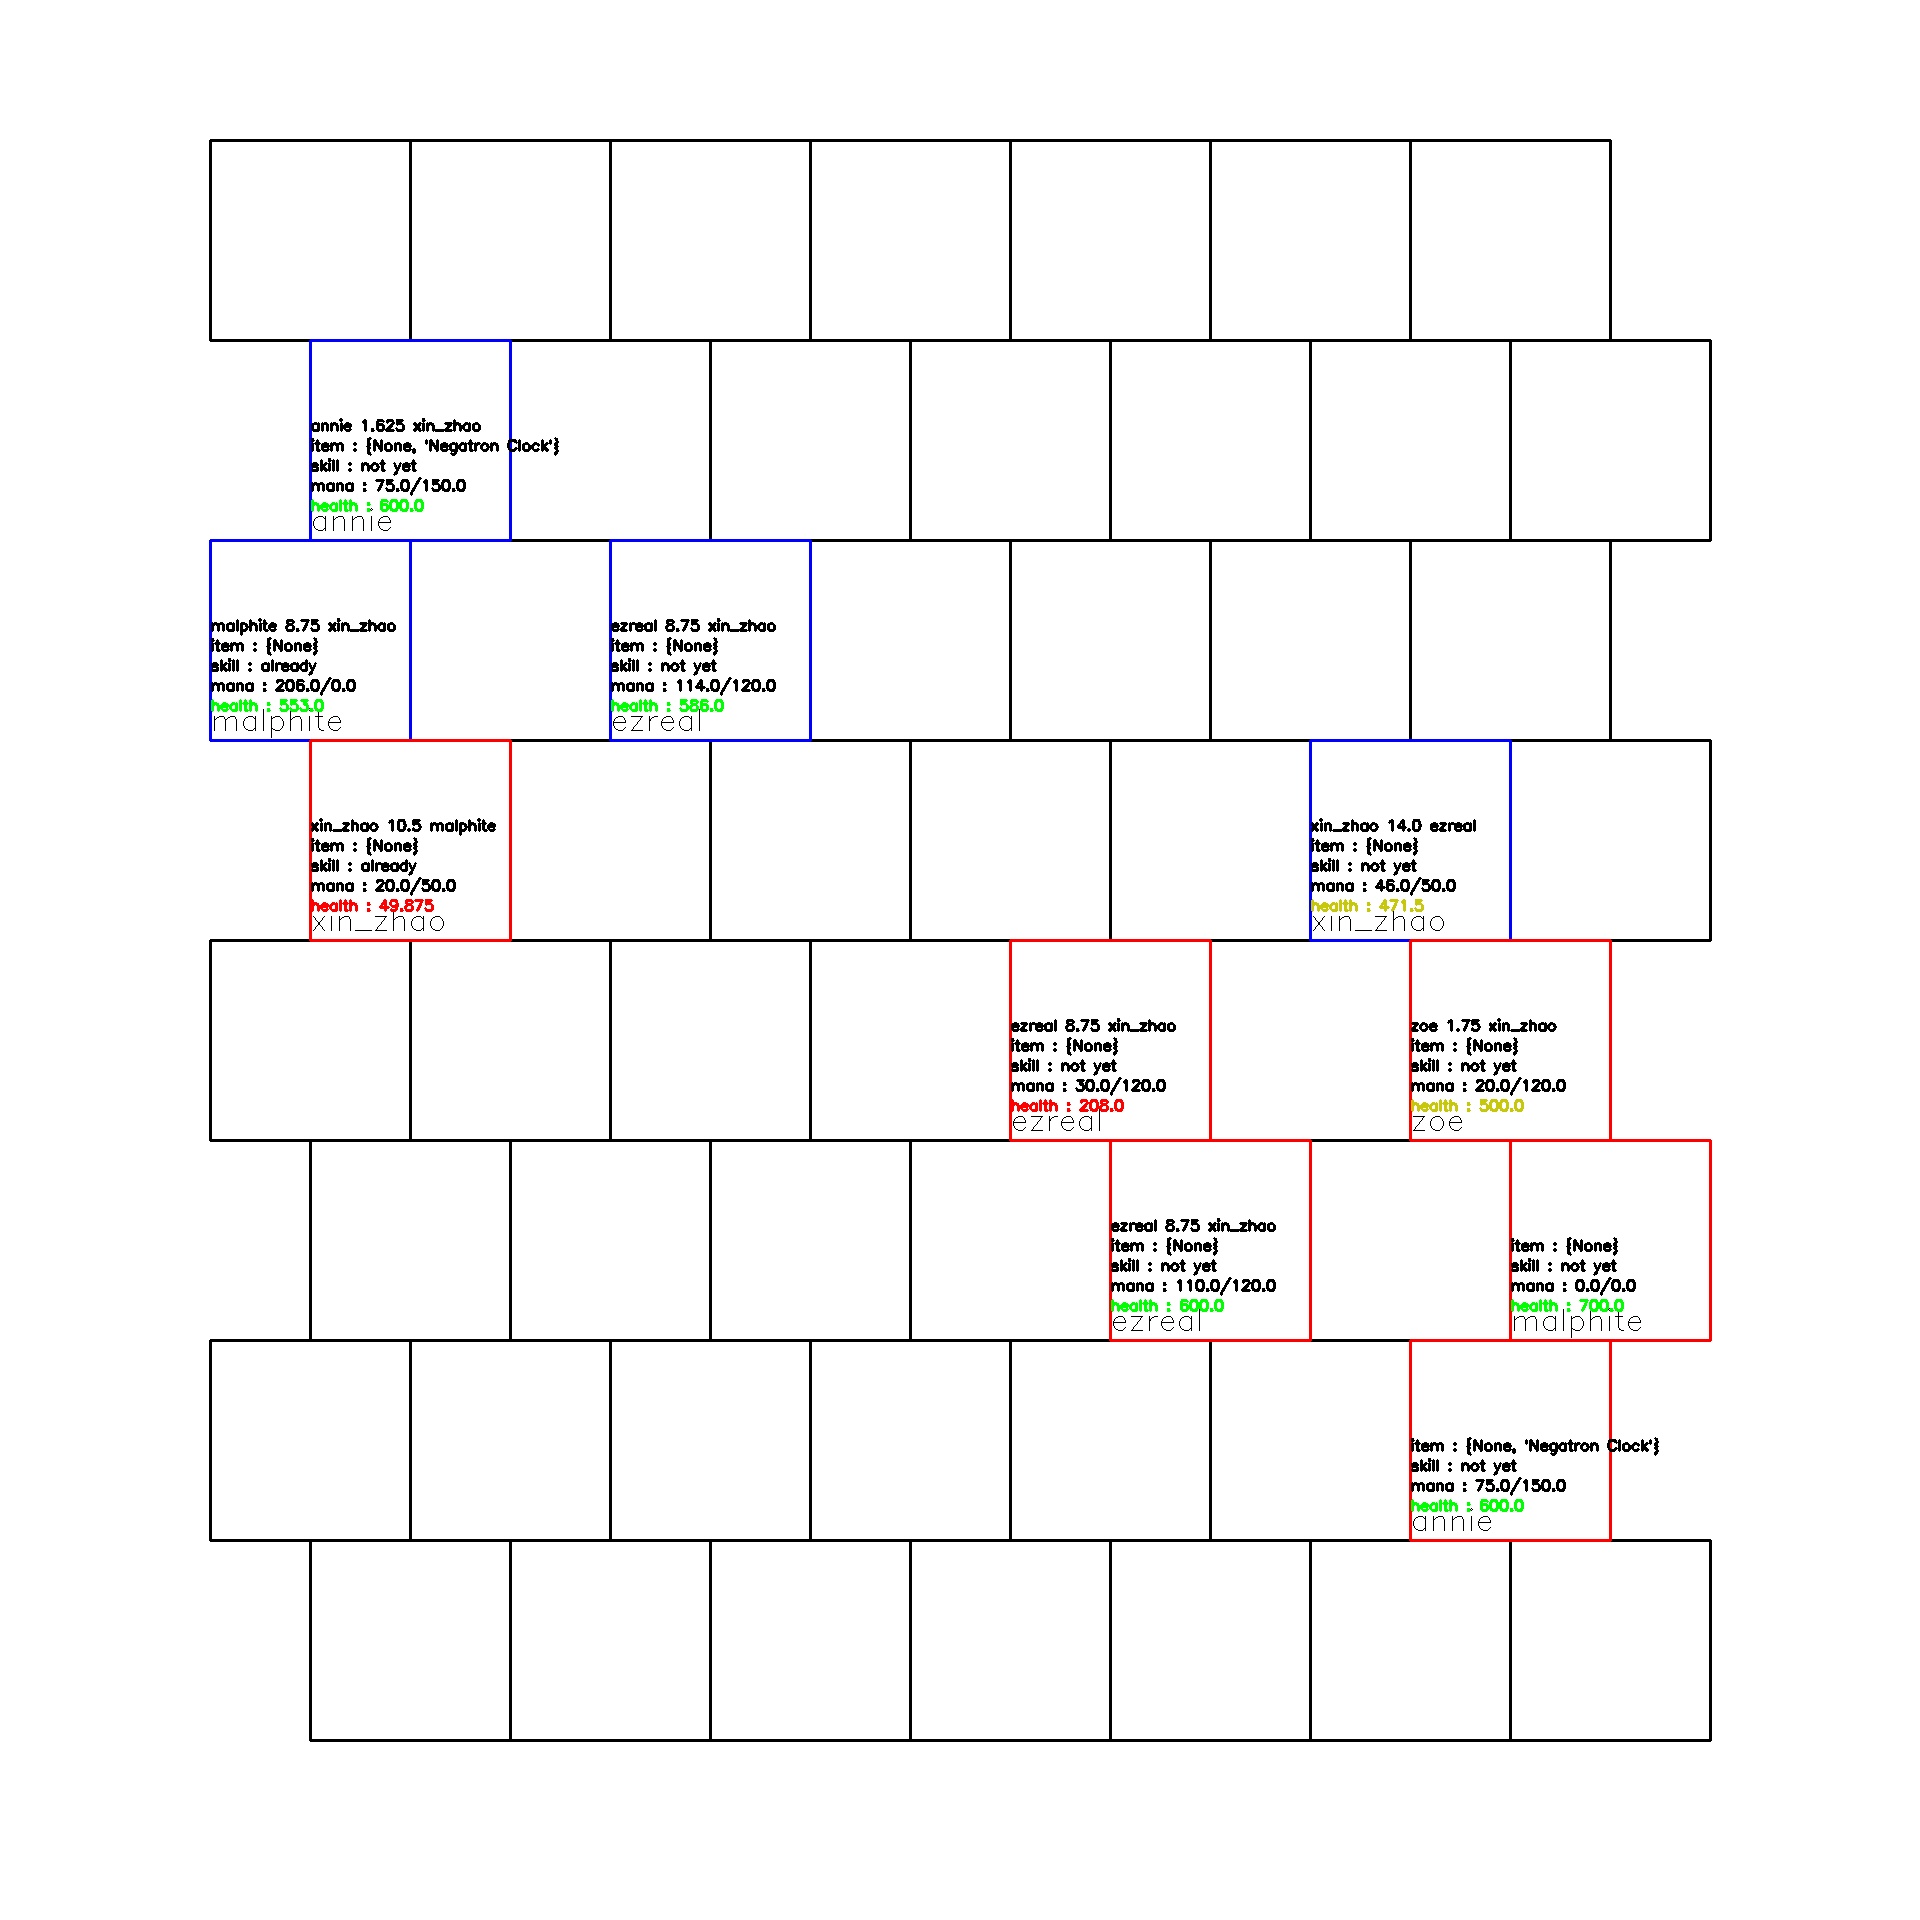 annie 1.625 xin_zhao
item : {None, 'Negatron Clock'}
skill : not yet
mana : 75.0/150.0
health : 600.0
annie
malphite 8.75 xin_zhao
item : {None}
skill : already
mana : 206.0/0.0
health : 553.0
malphite
ezreal 8.75 xin_zhao
item : {None}
skill : not yet
mana : 114.0/120.0
health : 586.0
ezreal
xin_zhao 10.5 malphite
item : {None}
skill : already
mana : 20.0/50.0
health : 49.875
xin_zhao
xin_zhao 14.0 ezreal
item : {None}
skill : not yet
mana : 46.0/50.0
health : 471.5
xin_zhao
ezreal 8.75 xin_zhao
item : {None}
skill : not yet
mana : 30.0/120.0
health : 208.0
ezreal
zoe 1.75 xin_zhao
item : {None}
skill : not yet
mana : 20.0/120.0
health : 500.0
zoe
ezreal 8.75 xin_zhao
item : {None}
skill : not yet
mana : 110.0/120.0
health : 600.0
ezreal
item : {None}
skill : not yet
mana : 0.0/0.0
health : 700.0
malphite
item : {None, 'Negatron Clock'}
skill : not yet
mana : 75.0/150.0
health : 600.0
annie